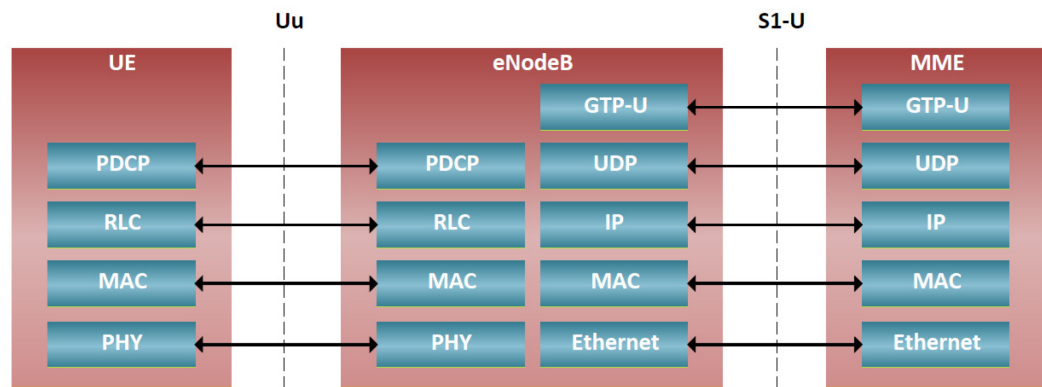 Uu S1-U
UE eNodeB MME
GTP-U GTP-U
PDCP PDCP UDP UDP
RLC RLC IP IP
MAC MAC MAC MAC
PHY PHY Ethernet Ethernet